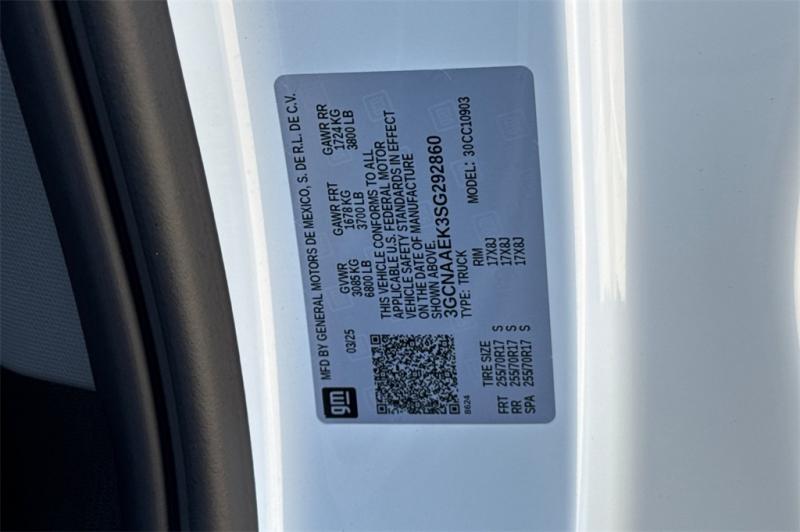 gm
MFD BY GENERAL MOTORS DE MEXICO, S. DE R.L. DE C.V.
03/25
GVWR GAWR FRT GAWR RR
3085 KG 1678 KG 1724 KG
6800 LB 3700 LB 3800 LB
THIS VEHICLE CONFORMS TO ALL
APPLICABLE U.S. FEDERAL MOTOR
VEHICLE SAFETY STANDARDS IN EFFECT
ON THE DATE OF MANUFACTURE
SHOWN ABOVE.
3GCNAAEK3SG292860
8624 TYPE: TRUCK MODEL: 30CC10903
TIRE SIZE RIM
FRT 255/70R17 S 17X8J
RR 255/70R17 S 17X8J
SPA 255/70R17 S 17X8J